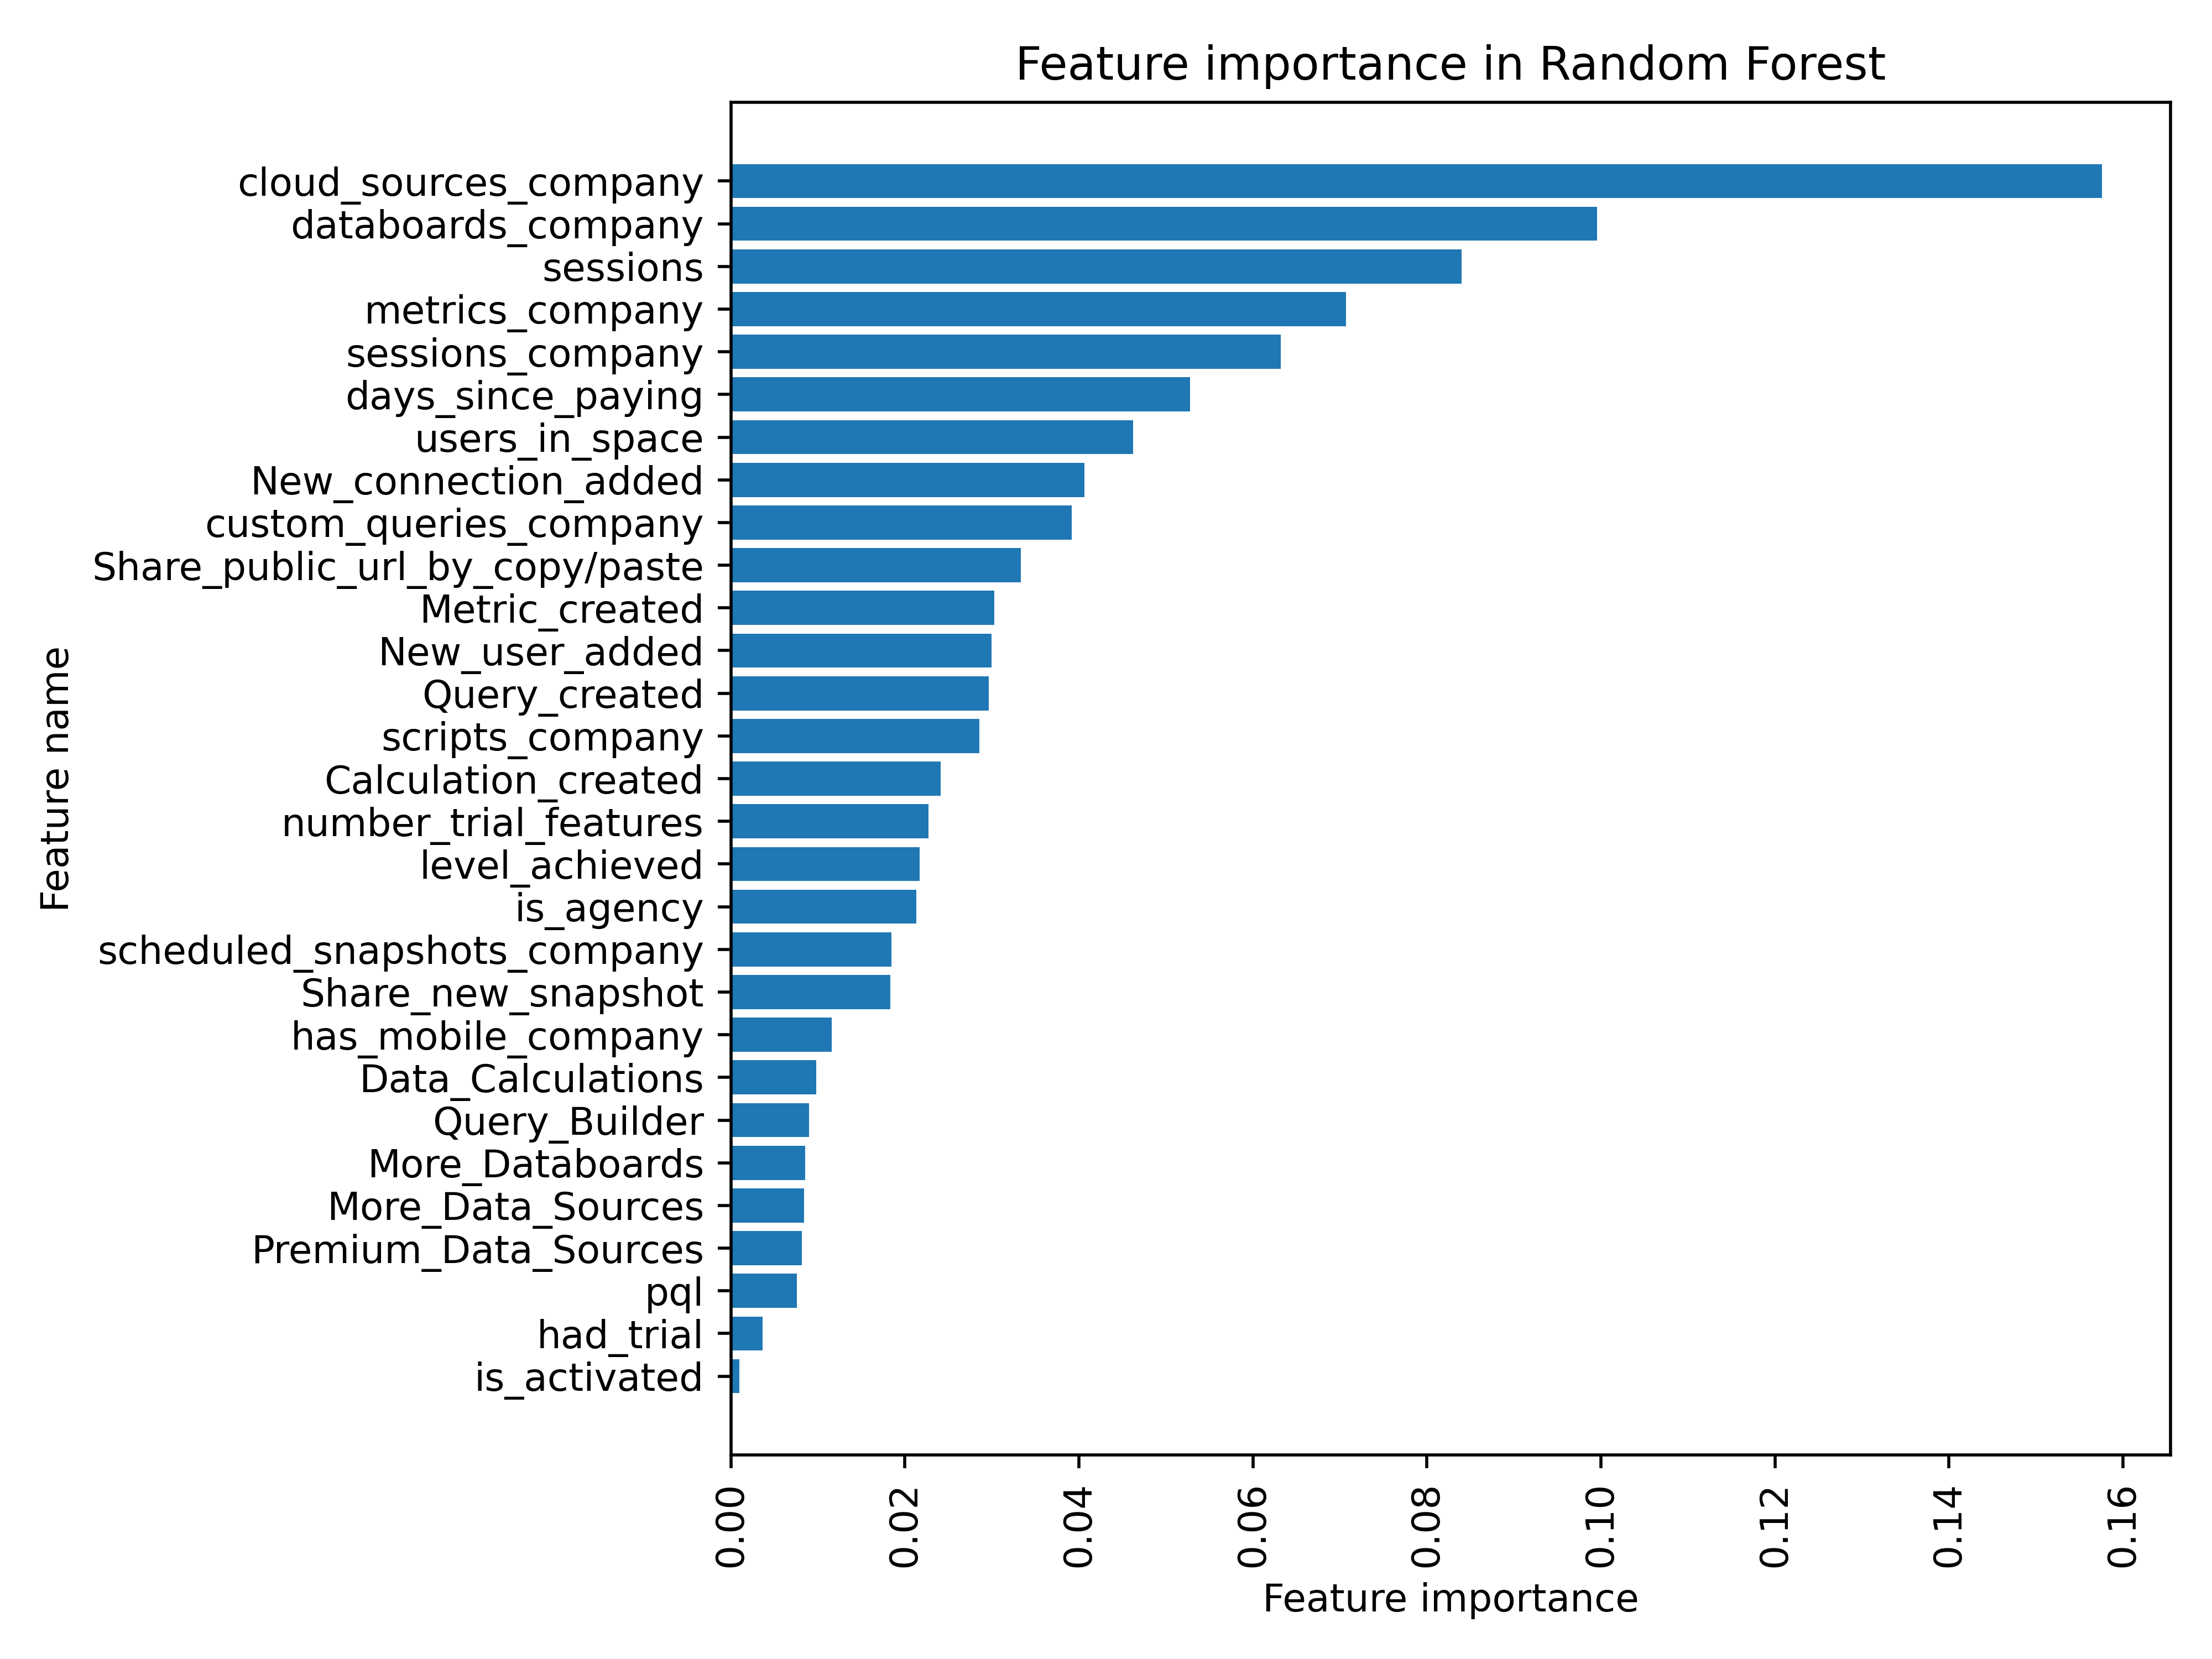 Feature importance in Random Forest
cloud_sources_company
databoards_company
sessions
metrics_company
sessions_company
days_since_paying
users_in_space
New_connection_added
custom_queries_company
Share_public_url_by_copy/paste
Metric_created
New_user_added
Query_created
scripts_company
Calculation_created
number_trial_features
level_achieved
is_agency
scheduled_snapshots_company
Share_new_snapshot
has_mobile_company
Data_Calculations
Query_Builder
More_Databoards
More_Data_Sources
Premium_Data_Sources
pql
had_trial
is_activated
Feature name
0.00
0.02
0.04
0.06
0.08
0.10
0.12
0.14
0.16
Feature importance